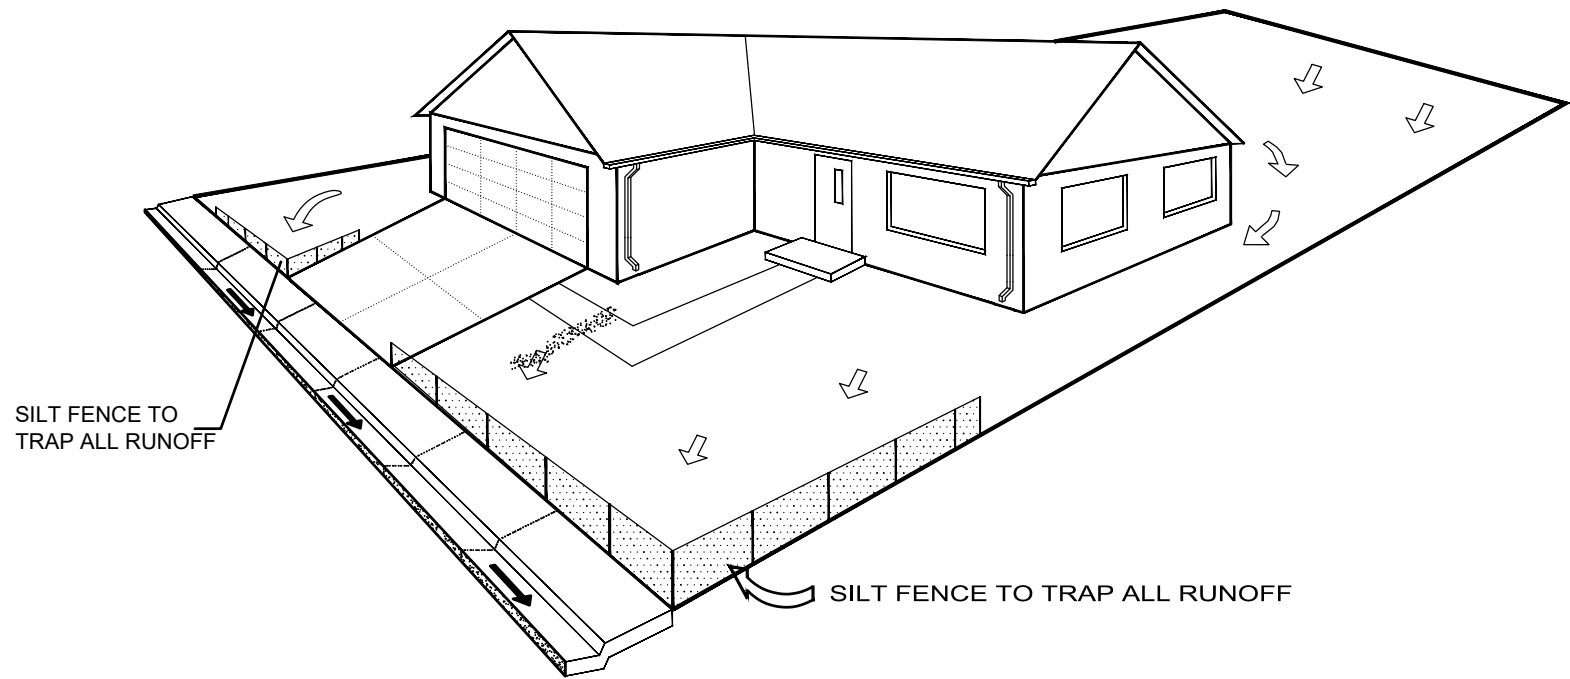 SILT FENCE TO
TRAP ALL RUNOFF
SILT FENCE TO TRAP ALL RUNOFF